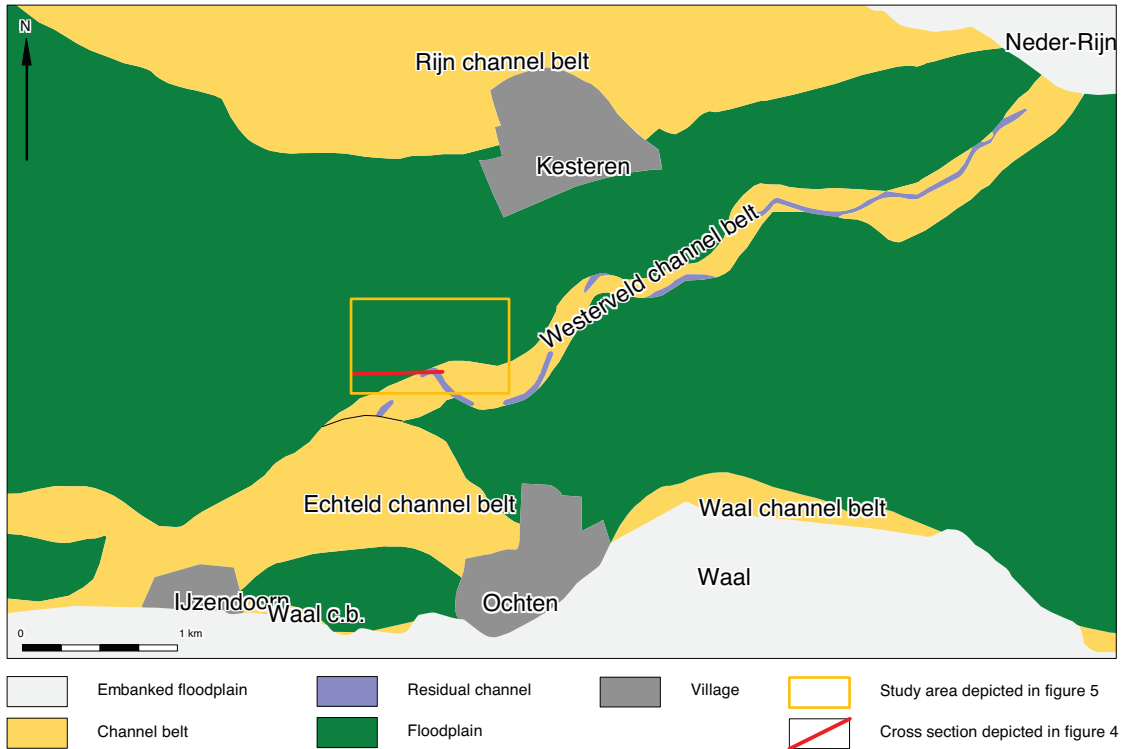 N
Neder-Rijn
Rijn channel belt
Kesteren
Westerveld channel belt
Echteld channel belt
Waal channel belt
Waal
IJzendoorn
Waal c.b.
Ochten
0 1 km
Embanked floodplain
Residual channel
Village
Study area depicted in figure 5
Channel belt
Floodplain
Cross section depicted in figure 4